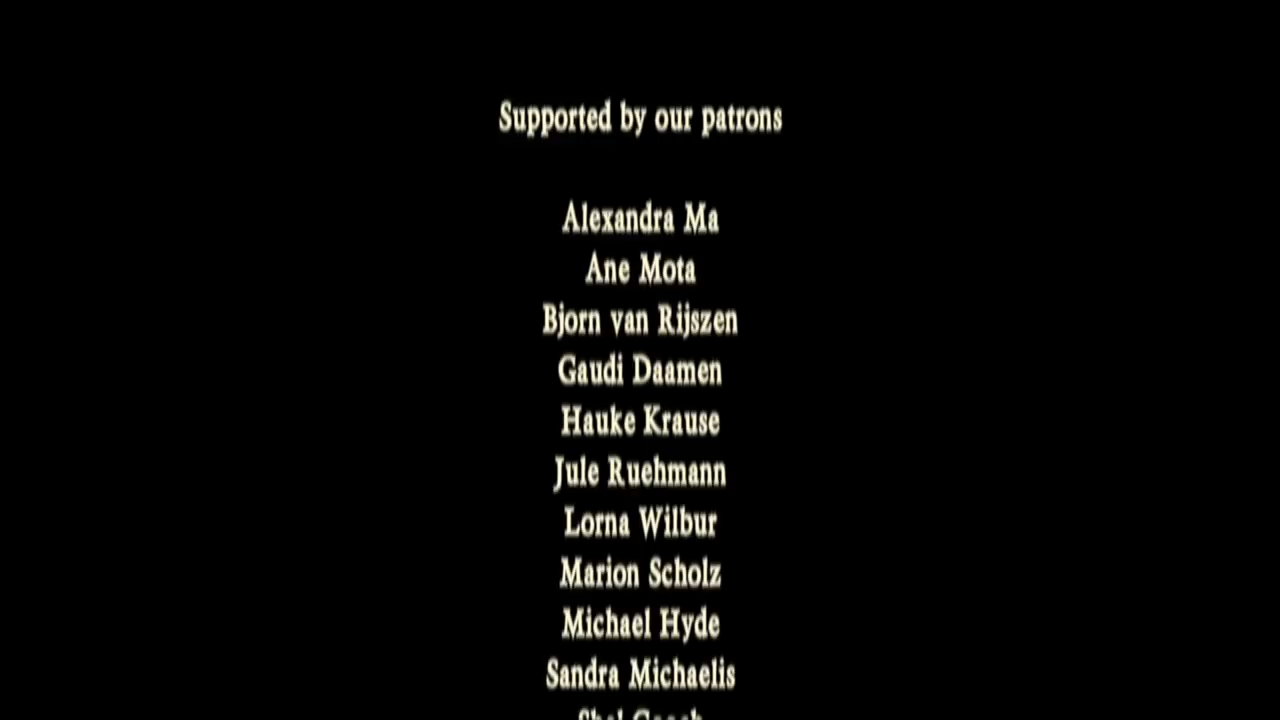 Supported by our patrons
Alexandra Ma
Ane Mota
Bjorn van Rijszen
Gaudi Daamen
Hauke Krause
Jule Ruehmann
Lorna Wilbur
Marion Scholz
Michael Hyde
Sandra Michaelis